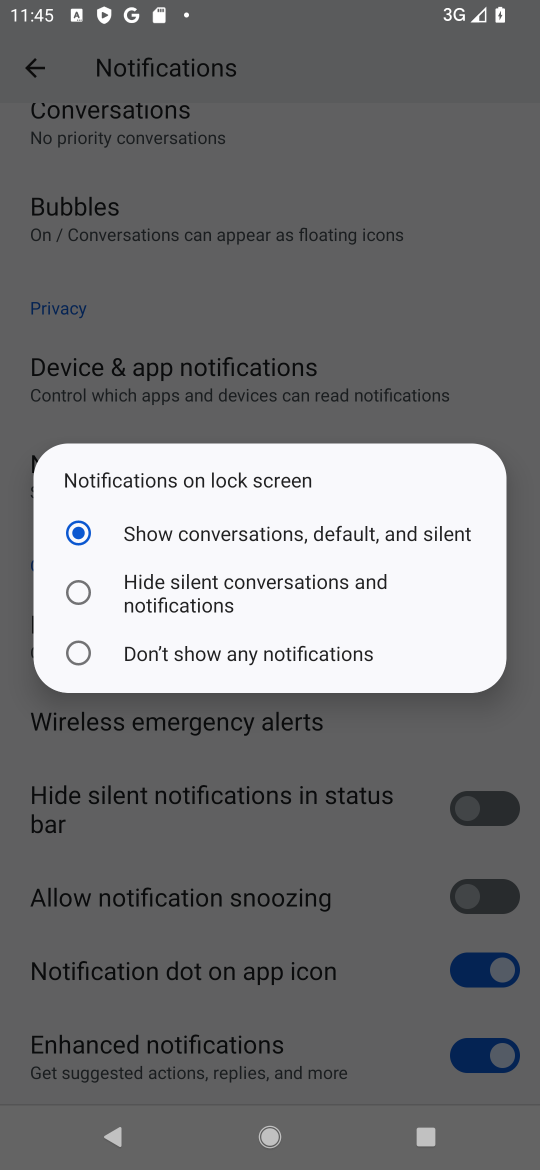 11:45
3G
Notifications
Conversations
No priority conversations
Bubbles
On / Conversations can appear as floating icons
Privacy
Device & app notifications
Control which apps and devices can read notifications
Notifications on lock screen
Show conversations, default, and silent
Hide silent conversations and
notifications
Don't show any notifications
Wireless emergency alerts
Hide silent notifications in status
bar
Allow notification snoozing
Notification dot on app icon
Enhanced notifications
Get suggested actions, replies, and more